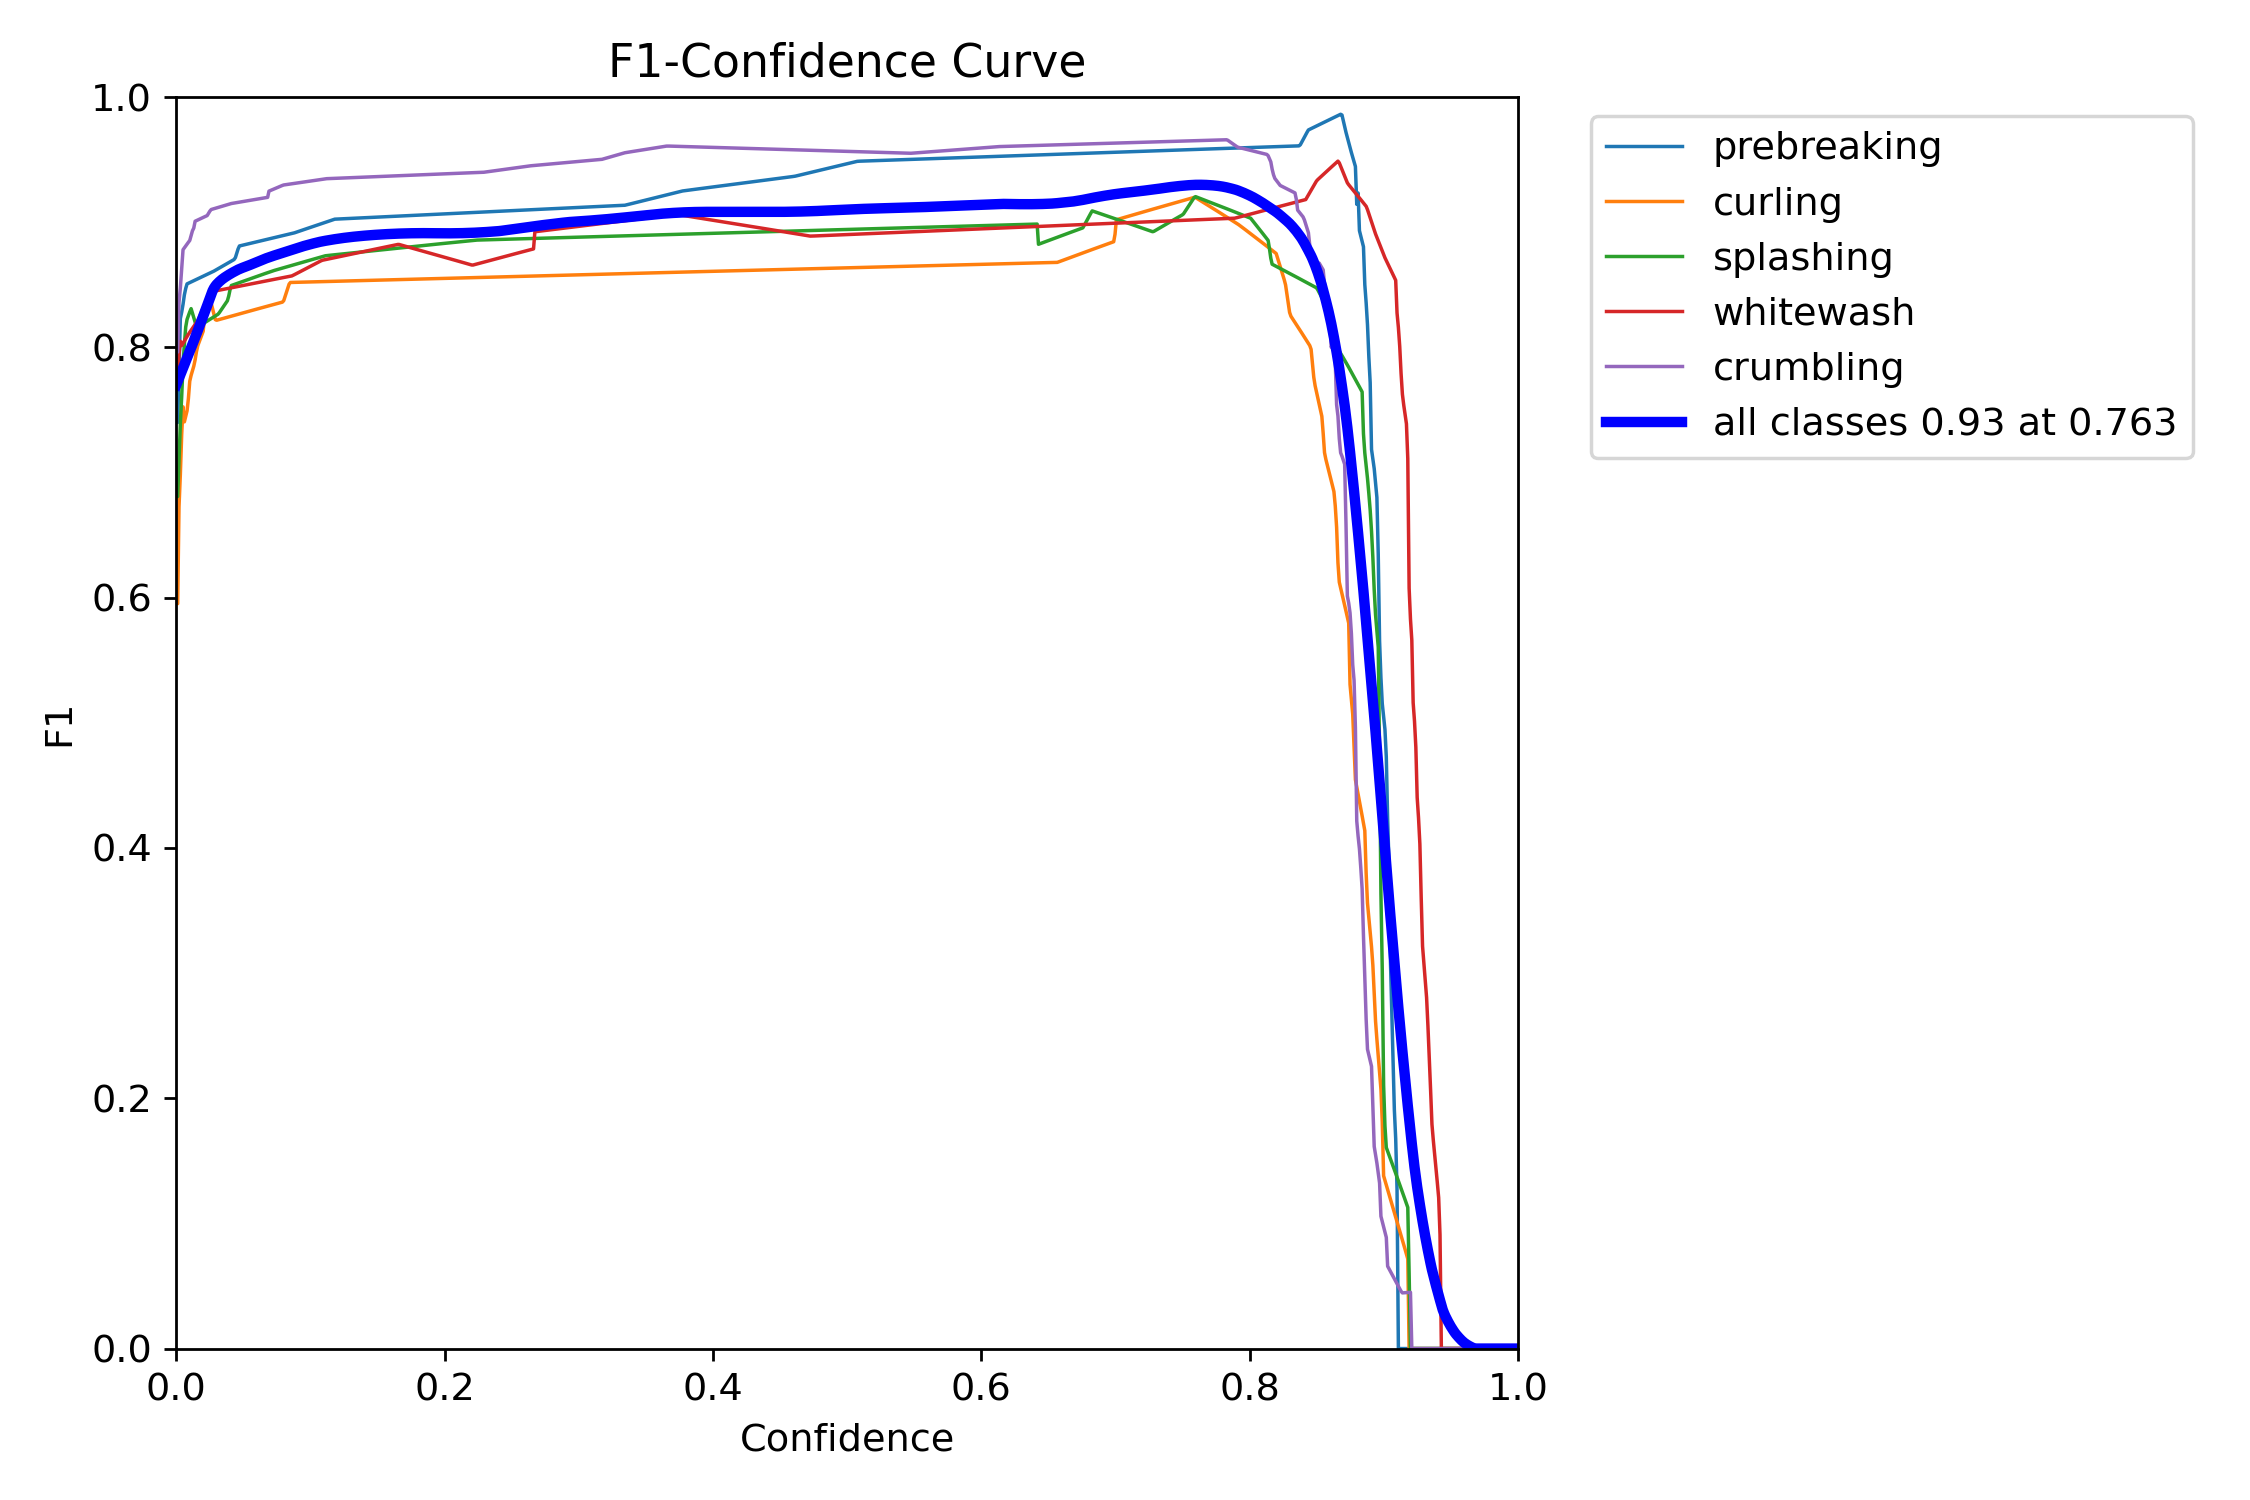 F1-Confidence Curve
1.0
0.8
0.6
0.4
0.2
0.0
F1
0.0 0.2 0.4 0.6 0.8 1.0
Confidence
prebreaking
curling
splashing
whitewash
crumbling
all classes 0.93 at 0.763